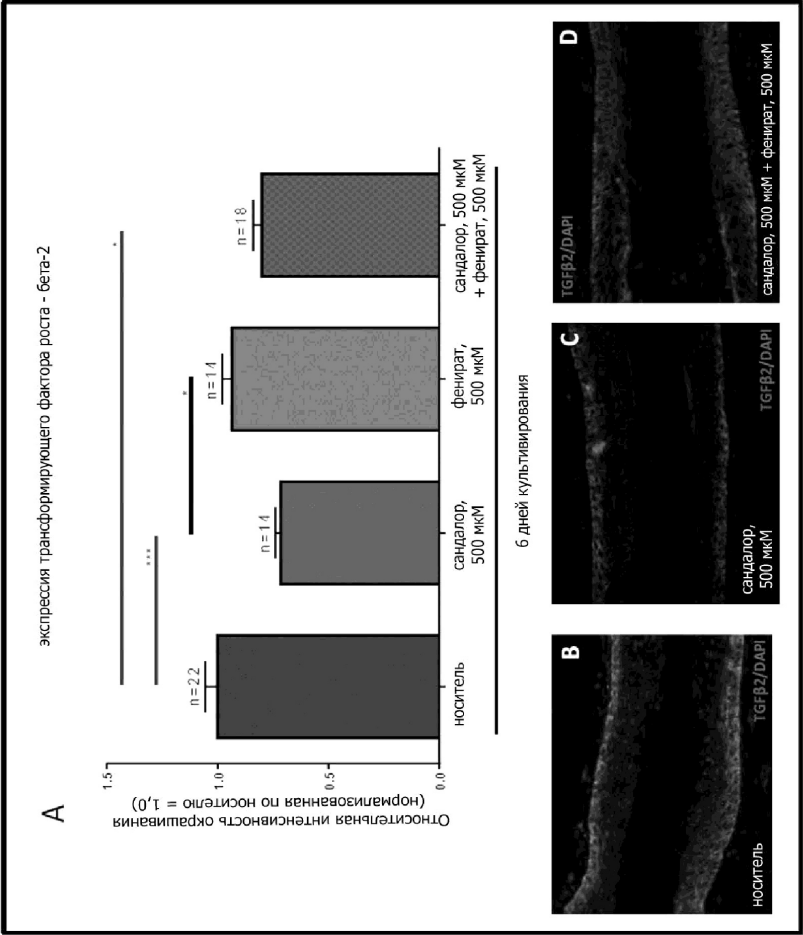 экспрессия трансформирующего фактора роста - бета-2
A
Относительная интенсивность окрашивания
(нормализованная по носителю = 1,0)
1.5
1.0
0.5
0.0
*
***
*
n=22
n=14
n=14
n=18
носитель
сандалор,
500 мкМ
фенират,
500 мкМ
сандалор, 500 мкМ
+ фенират, 500 мкМ
6 дней культивирования
B
TGFβ2/DAPI
носитель
C
TGFβ2/DAPI
сандалор,
500 мкМ
D
TGFβ2/DAPI
сандалор, 500 мкМ + фенират, 500 мкМ